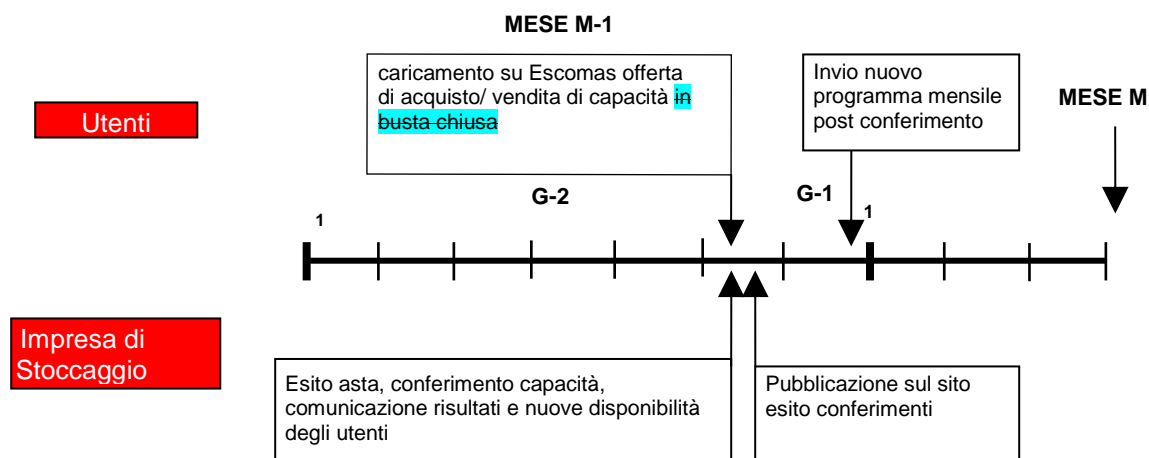 MESE M-1
caricamento su Escomas offerta
di acquisto/ vendita di capacità in
busta chiusa
Invio nuovo
programma mensile
post conferimento
MESE M
Utenti
G-2
G-1
1
1
Impresa di
Stoccaggio
Esito asta, conferimento capacità,
comunicazione risultati e nuove disponibilità
degli utenti
Pubblicazione sul sito
esito conferimenti